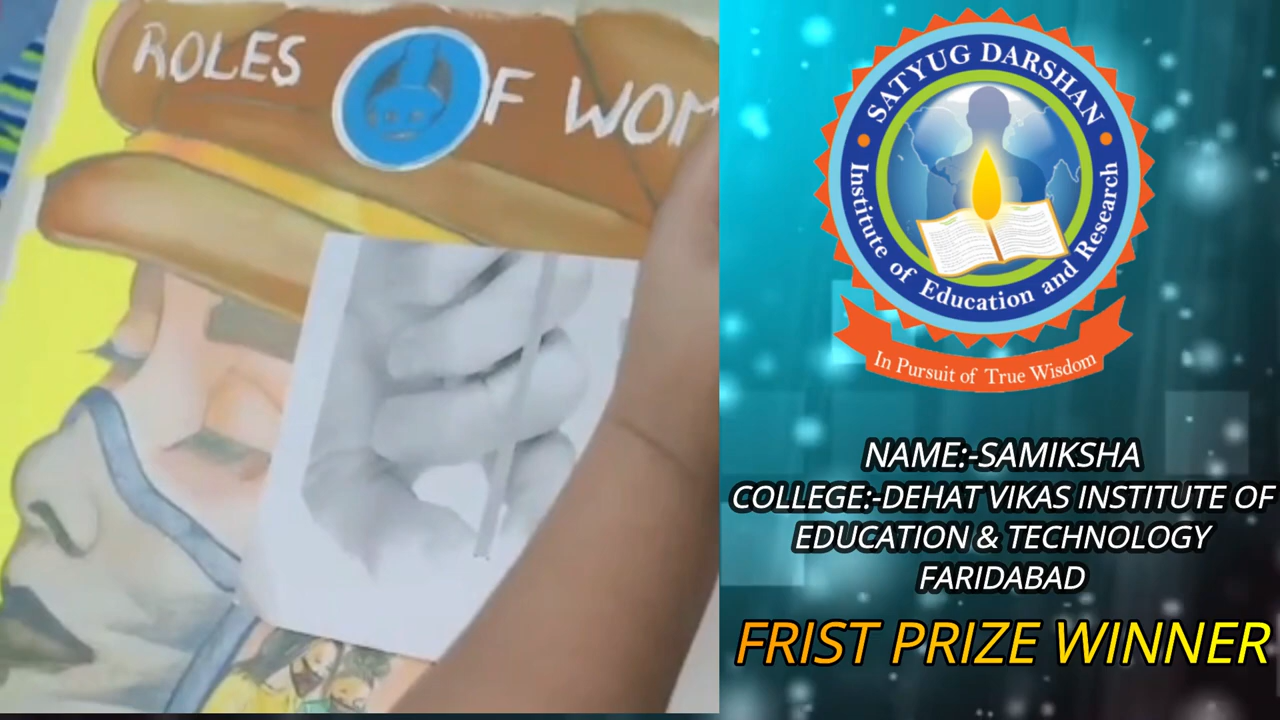 ROLES OF WOM
SATYUG DARSHAN
Institute of Education and Research
In Pursuit of True Wisdom
NAME:-SAMIKSHA
COLLEGE:-DEHAT VIKAS INSTITUTE OF
EDUCATION & TECHNOLOGY
FARIDABAD
FRIST PRIZE WINNER